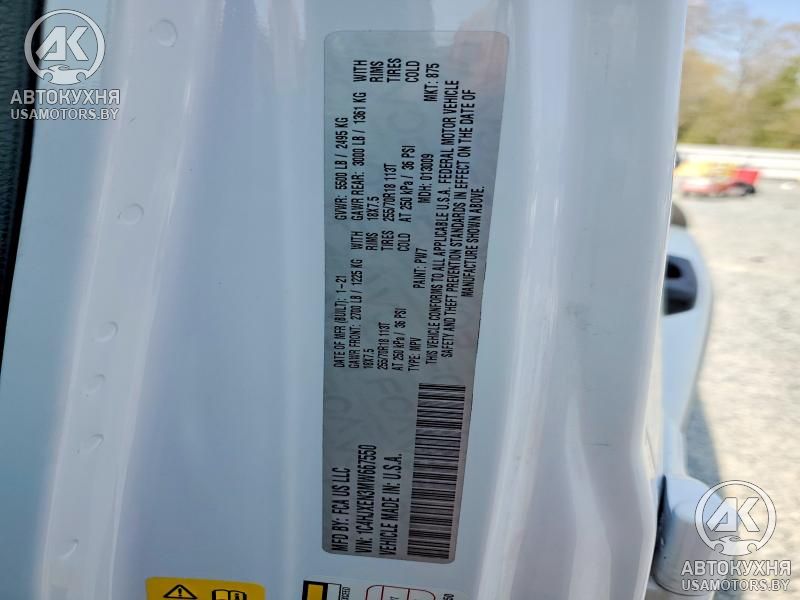 MFD BY: FCA US LLC
DATE OF MFR (BUILT): 1-21
GVWR: 5500 LB / 2495 KG
GAWR FRONT: 2700 LB / 1225 KG WITH
GAWR REAR: 3000 LB / 1361 KG WITH
18X7.5 RIMS
18X7.5 RIMS
255/70R18 113T TIRES
255/70R18 113T TIRES
AT 250 kPa / 36 PSI COLD
AT 250 kPa / 36 PSI COLD
VIN: 1C4HJXEN3MW667550
TYPE: MPV
PAINT: PW7
MDH: 013009
MKT: 875
VEHICLE MADE IN: U.S.A.
THIS VEHICLE CONFORMS TO ALL APPLICABLE U.S.A. FEDERAL MOTOR VEHICLE
SAFETY AND THEFT PREVENTION STANDARDS IN EFFECT ON THE DATE OF
MANUFACTURE SHOWN ABOVE.
АК
АВТОКУХНЯ
USAMOTORS.BY
АК
АВТОКУХНЯ
USAMOTORS.BY